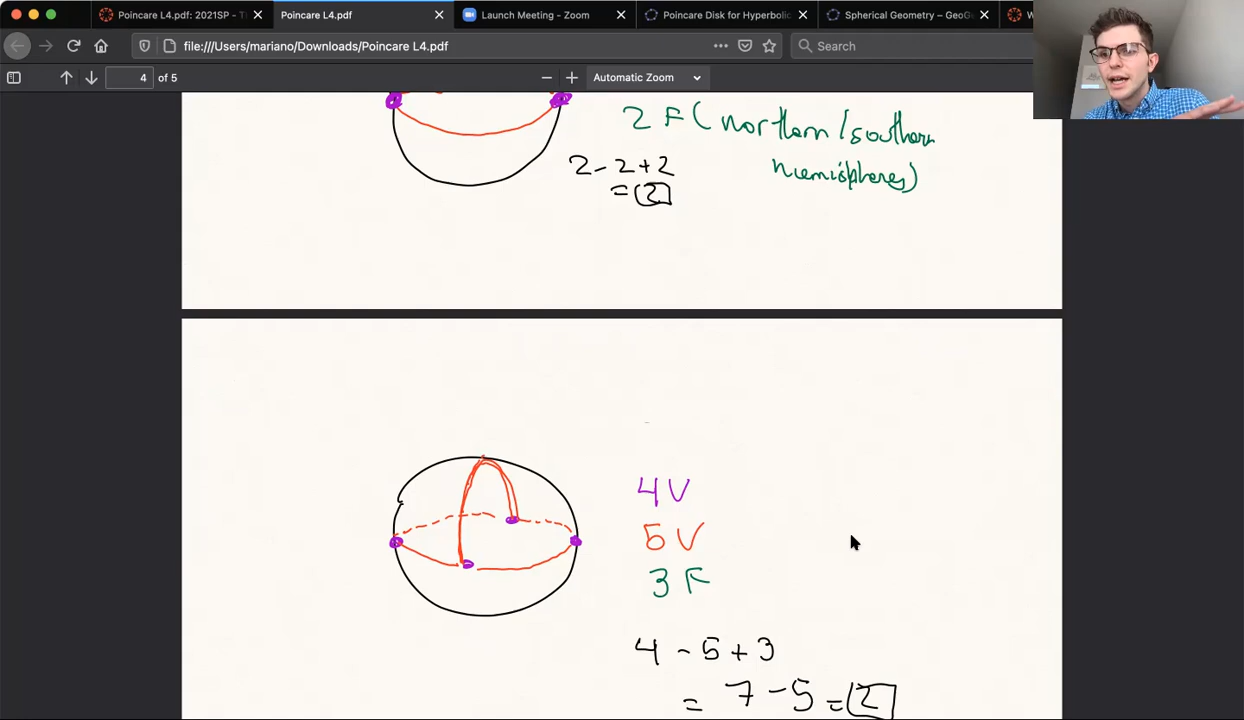 Poincare L4.pdf: 2021SP - T
Poincare L4.pdf
Launch Meeting - Zoom
Poincare Disk for Hyperbolic
Spherical Geometry – GeoG
file:///Users/mariano/Downloads/Poincare L4.pdf
Search
4 of 5
Automatic Zoom
2 F (northern/southern
hemispheres)
2 - 2 + 2
= 2
4 V
5 V
3 F
4 - 5 + 3
= 7 - 5 = 2